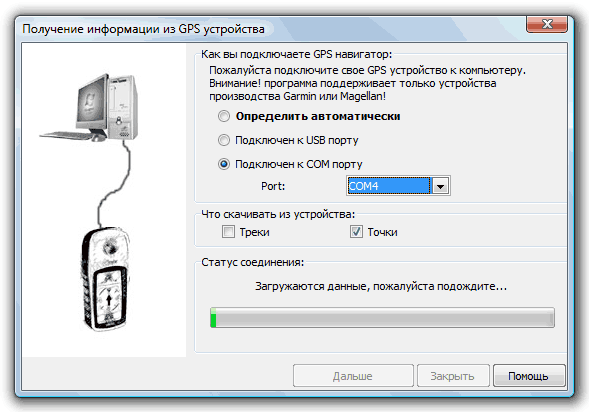 Получение информации из GPS устройства
Как вы подключаете GPS навигатор:
Пожалуйста подключите свое GPS устройство к компьютеру.
Внимание! программа поддерживает только устройства
производства Garmin или Magellan!
Определить автоматически
Подключен к USB порту
Подключен к COM порту
Port: COM4
Что скачивать из устройства:
Треки Точки
Статус соединения:
Загружаются данные, пожалуйста подождите...
Дальше Закрыть Помощь